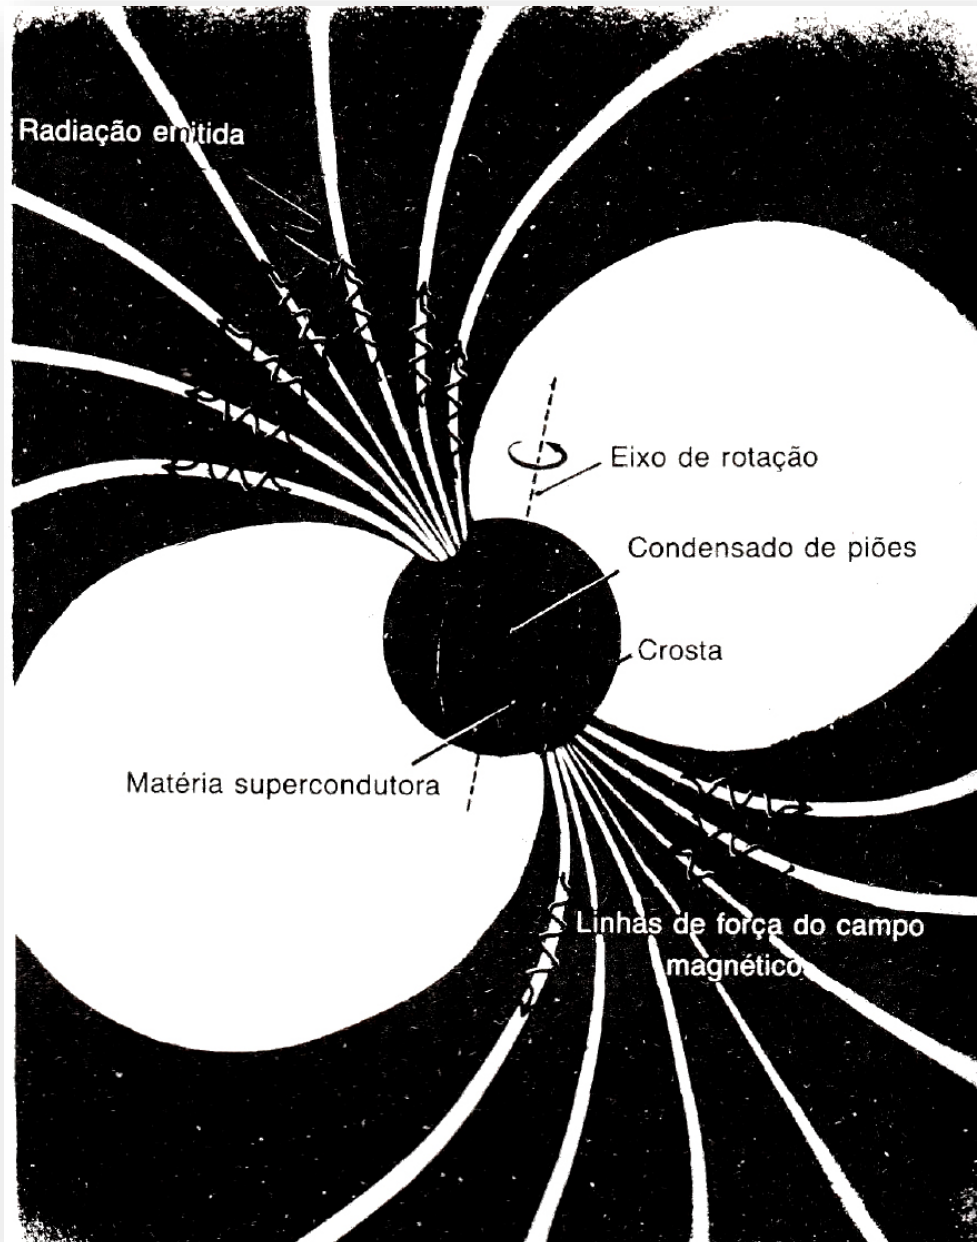 Radiação emitida
Eixo de rotação
Condensado de piões
Crosta
Matéria supercondutora
Linhas de força do campo
magnético